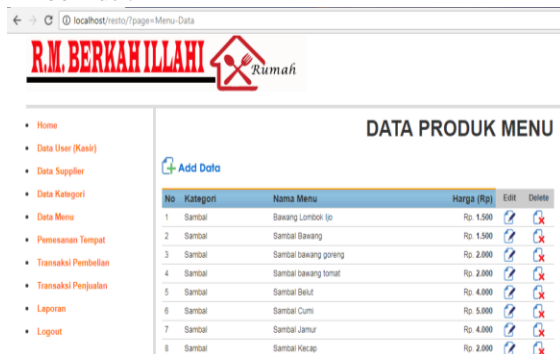 localhost/resto/?page=Menu-Data
R.M. BERKAH ILLAHI
Rumah
Home
Data User (Kasir)
Data Supplier
Data Kategori
Data Menu
Pemesanan Tempat
Transaksi Pembelian
Transaksi Penjualan
Laporan
Logout
DATA PRODUK MENU
Add Data
No Kategori Nama Menu Harga (Rp) Edit Delete
1 Sambal Bawang Lombok Ijo Rp. 1.500
2 Sambal Sambal Bawang Rp. 1.500
3 Sambal Sambal bawang goreng Rp. 2.000
4 Sambal Sambal bawang tomat Rp. 2.000
5 Sambal Sambal Belut Rp. 4.000
6 Sambal Sambal Cumi Rp. 5.000
7 Sambal Sambal Jamur Rp. 4.000
8 Sambal Sambal Kecap Rp. 2.000